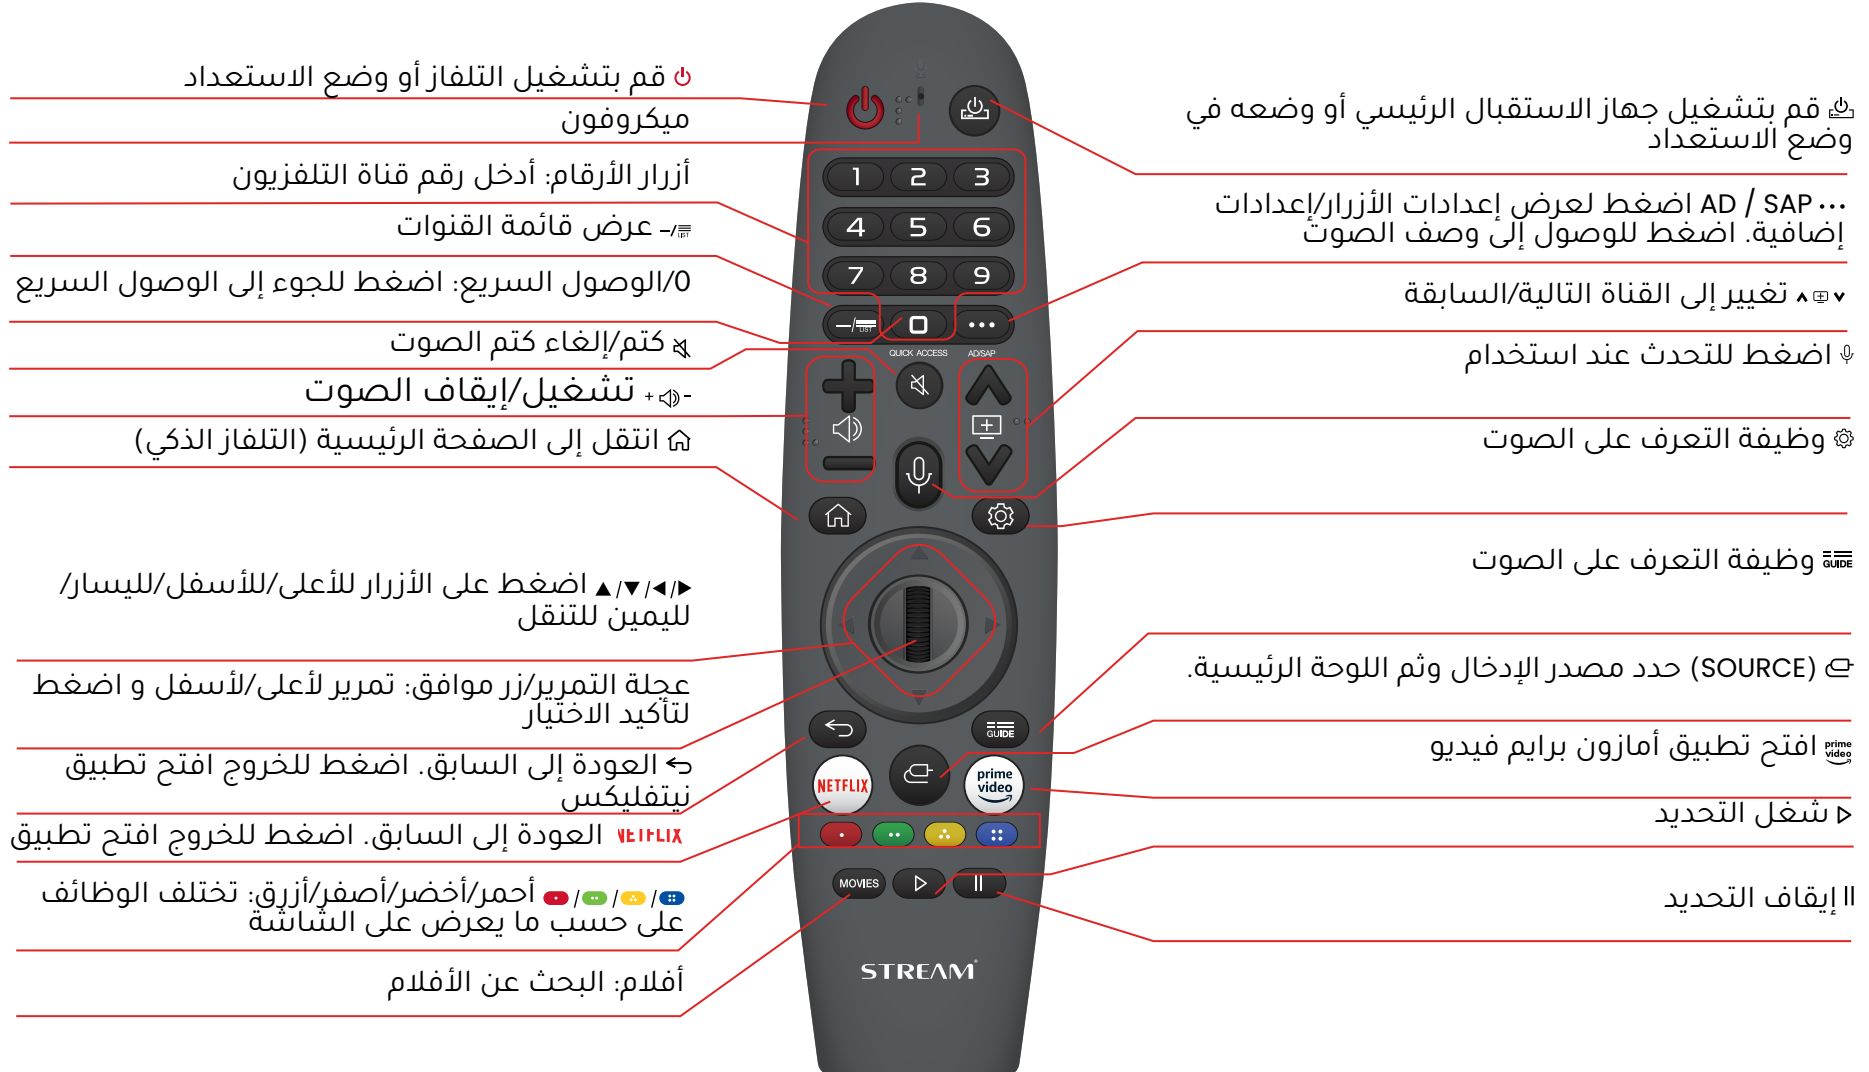 قم بتشغيل التلفاز أو وضع الاستعداد
ميكروفون
أزرار الأرقام: أدخل رقم قناة التلفزيون
–/LIST عرض قائمة القنوات
0/الوصول السريع: اضغط للجوء إلى الوصول السريع
كتم/إلغاء كتم الصوت
- + تشغيل/إيقاف الصوت
انتقل إلى الصفحة الرئيسية (التلفاز الذكي)
▶/◀/▼/▲ اضغط على الأزرار للأعلى/للأسفل/لليسار/
لليمين للتنقل
عجلة التمرير/زر موافق: تمرير لأعلى/لأسفل و اضغط
لتأكيد الاختيار
العودة إلى السابق. اضغط للخروج افتح تطبيق
نيتفليكس
NETFLIX العودة إلى السابق. اضغط للخروج افتح تطبيق
/ / / أحمر/أخضر/أصفر/أزرق: تختلف الوظائف
على حسب ما يعرض على الشاشة
أفلام: البحث عن الأفلام
1 2 3
4 5 6
7 8 9
–/LIST 0 •••
QUICK ACCESS AD/SAP
GUIDE
NETFLIX
prime
video
MOVIES
STREAM
قم بتشغيل جهاز الاستقبال الرئيسي أو وضعه في
وضع الاستعداد
••• AD / SAP اضغط لعرض إعدادات الأزرار/إعدادات
إضافية. اضغط للوصول إلى وصف الصوت
تغيير إلى القناة التالية/السابقة
اضغط للتحدث عند استخدام
وظيفة التعرف على الصوت
GUIDE وظيفة التعرف على الصوت
(SOURCE) حدد مصدر الإدخال وثم اللوحة الرئيسية.
prime video افتح تطبيق أمازون برايم فيديو
شغل التحديد
إيقاف التحديد